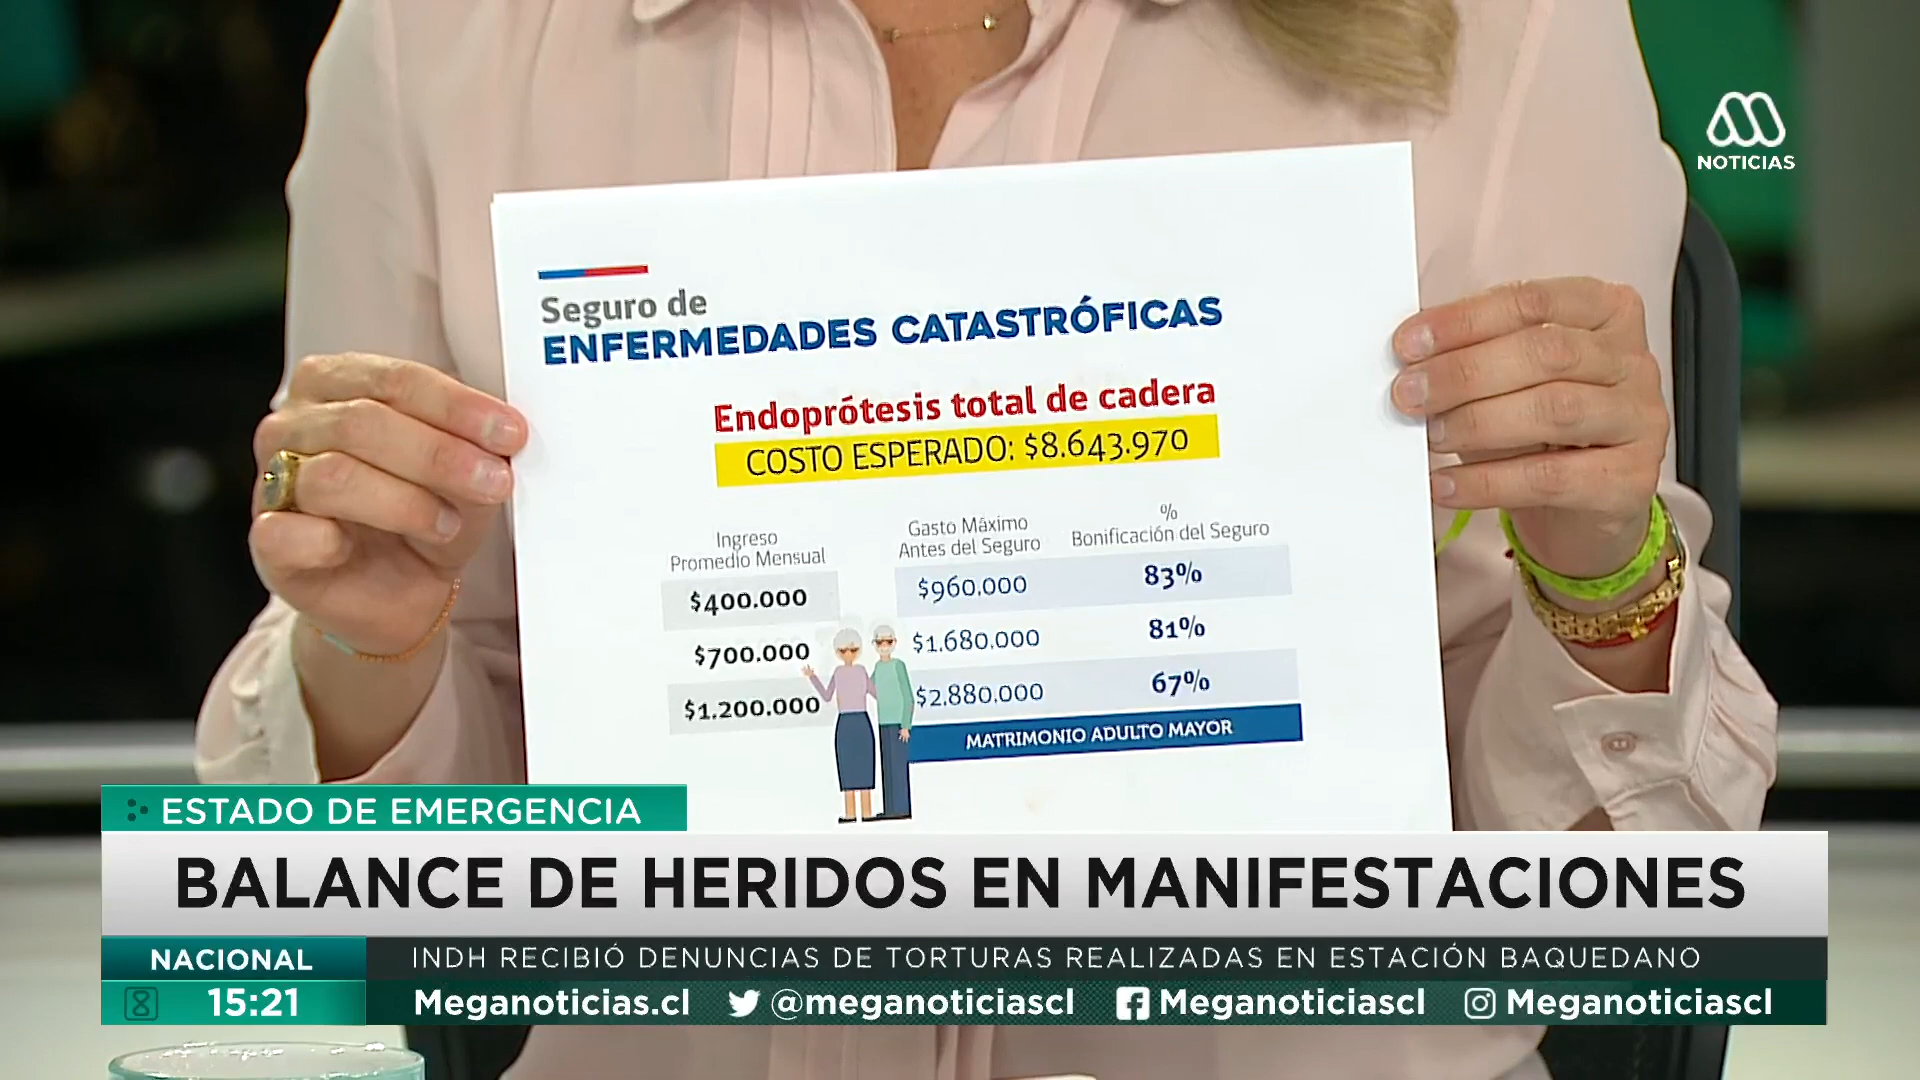 NOTICIAS
Seguro de
ENFERMEDADES CATASTRÓFICAS
Endoprótesis total de cadera
COSTO ESPERADO: $8.643.970
Ingreso
Promedio Mensual
Gasto Máximo
Antes del Seguro
%
Bonificación del Seguro
$400.000 $960.000 83%
$700.000 $1.680.000 81%
$1.200.000 $2.880.000 67%
MATRIMONIO ADULTO MAYOR
ESTADO DE EMERGENCIA
BALANCE DE HERIDOS EN MANIFESTACIONES
NACIONAL INDH RECIBIÓ DENUNCIAS DE TORTURAS REALIZADAS EN ESTACIÓN BAQUEDANO
15:21 Meganoticias.cl @meganoticiascl Meganoticiascl Meganoticiascl